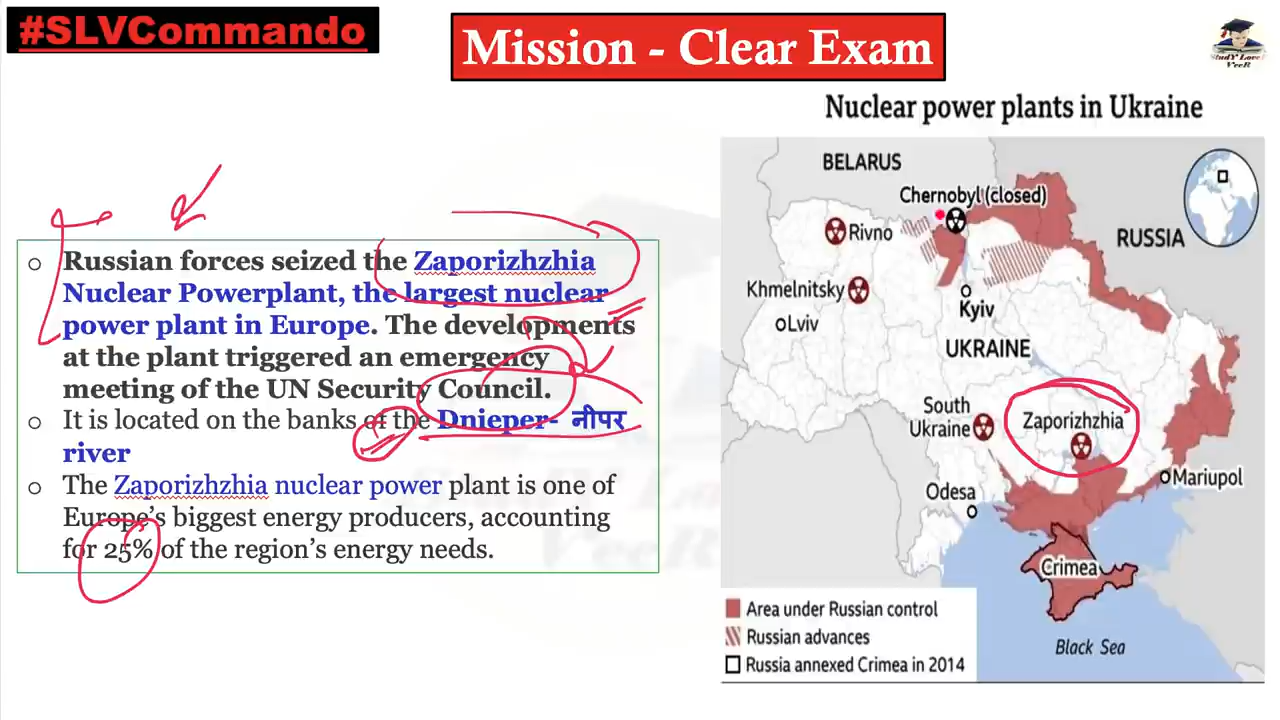 #SLVCommando
Mission - Clear Exam
StudY LoveR
VeeR
Russian forces seized the Zaporizhzhia
Nuclear Powerplant, the largest nuclear
power plant in Europe. The developments
at the plant triggered an emergency
meeting of the UN Security Council.
It is located on the banks of the Dnieper- नीपर
river
The Zaporizhzhia nuclear power plant is one of
Europe's biggest energy producers, accounting
for 25% of the region's energy needs.
Nuclear power plants in Ukraine
BELARUS
Chernobyl (closed)
RUSSIA
Rivno
Khmelnitsky
Kyiv
Lviv
UKRAINE
South
Ukraine
Zaporizhzhia
Mariupol
Odesa
Crimea
Area under Russian control
Russian advances
Russia annexed Crimea in 2014
Black Sea